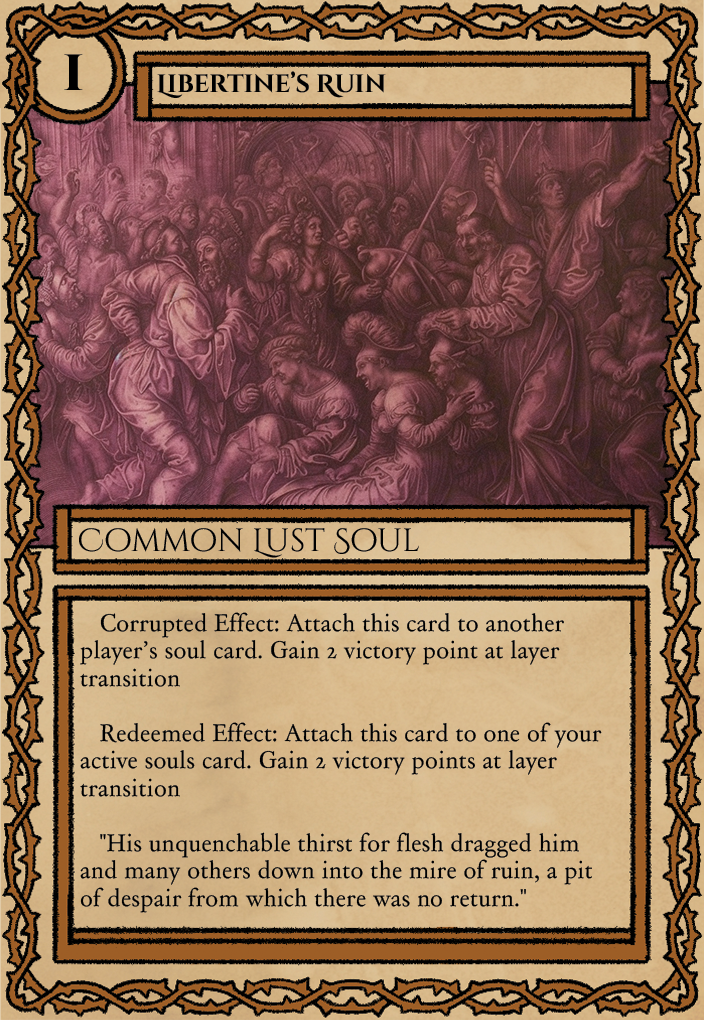 I
Libertine's Ruin
Common Lust Soul
Corrupted Effect: Attach this card to another
player's soul card. Gain 2 victory point at layer
transition
Redeemed Effect: Attach this card to one of your
active souls card. Gain 2 victory points at layer
transition
"His unquenchable thirst for flesh dragged him
and many others down into the mire of ruin, a pit
of despair from which there was no return."